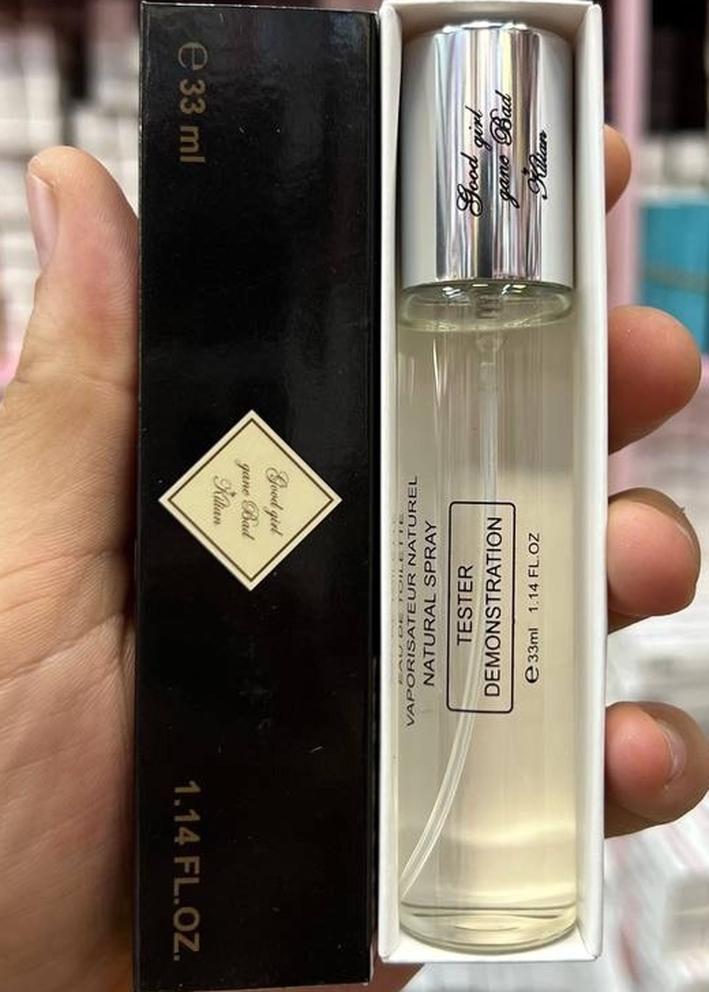 e 33 ml
Good girl
gone Bad
Kilian
1.14 FL.OZ.
Good girl
gone Bad
Kilian
EAU DE TOILETTE
VAPORISATEUR NATUREL
NATURAL SPRAY
TESTER
DEMONSTRATION
e 33ml 1.14 FL.OZ